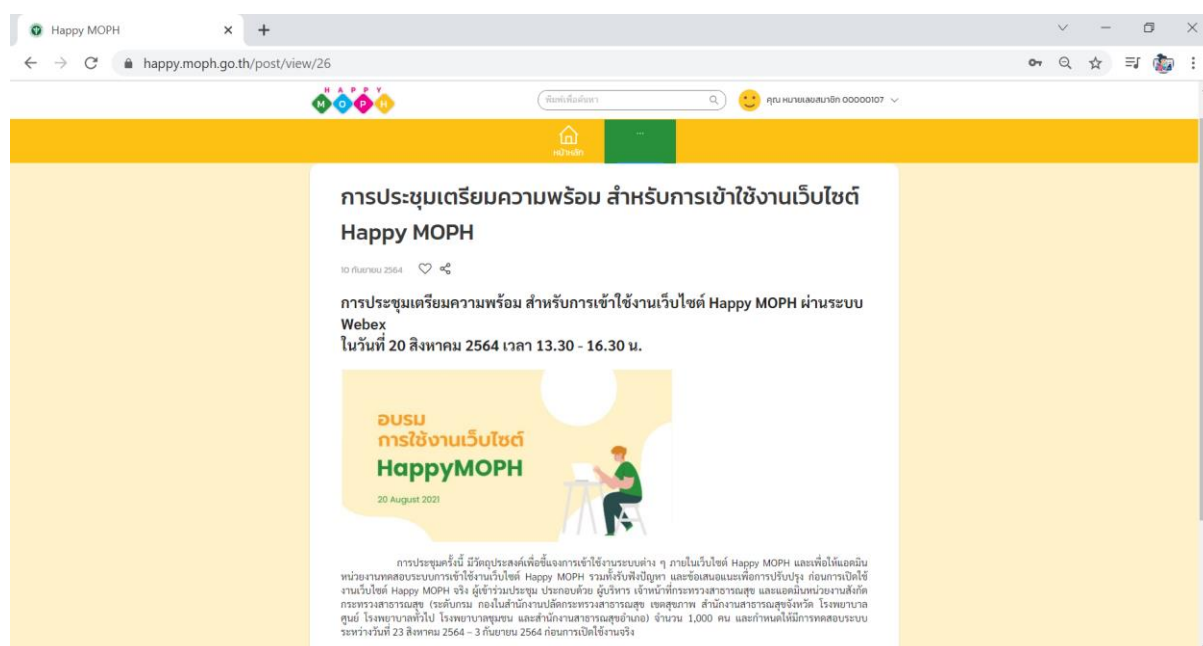 Happy MOPH
happy.moph.go.th/post/view/26
HAPPY
MOPH
พิมพ์เพื่อค้นหา
คุณ หมายเลขสมาชิก 00000107
หน้าหลัก
...
การประชุมเตรียมความพร้อม สำหรับการเข้าใช้งานเว็บไซต์
Happy MOPH
10 กันยายน 2564
การประชุมเตรียมความพร้อม สำหรับการเข้าใช้งานเว็บไซต์ Happy MOPH ผ่านระบบ
Webex
ในวันที่ 20 สิงหาคม 2564 เวลา 13.30 - 16.30 น.
อบรม
การใช้งานเว็บไซต์
HappyMOPH
20 August 2021
การประชุมครั้งนี้ มีวัตถุประสงค์เพื่อชี้แจงการเข้าใช้งานระบบต่าง ๆ ภายในเว็บไซต์ Happy MOPH และเพื่อให้แอดมิน
หน่วยงานทดสอบระบบการเข้าใช้งานเว็บไซต์ Happy MOPH รวมทั้งรับฟังปัญหา และข้อเสนอแนะเพื่อการปรับปรุง ก่อนการเปิดใช้
งานเว็บไซต์ Happy MOPH จริง ผู้เข้าร่วมประชุม ประกอบด้วย ผู้บริหาร เจ้าหน้าที่กระทรวงสาธารณสุข และแอดมินหน่วยงานสังกัด
กระทรวงสาธารณสุข (ระดับกรม กองในสำนักงานปลัดกระทรวงสาธารณสุข เขตสุขภาพ สำนักงานสาธารณสุขจังหวัด โรงพยาบาล
ศูนย์ โรงพยาบาลทั่วไป โรงพยาบาลชุมชน และสำนักงานสาธารณสุขอำเภอ) จำนวน 1,000 คน และกำหนดให้มีการทดสอบระบบ
ระหว่างวันที่ 23 สิงหาคม 2564 – 3 กันยายน 2564 ก่อนการเปิดใช้งานจริง